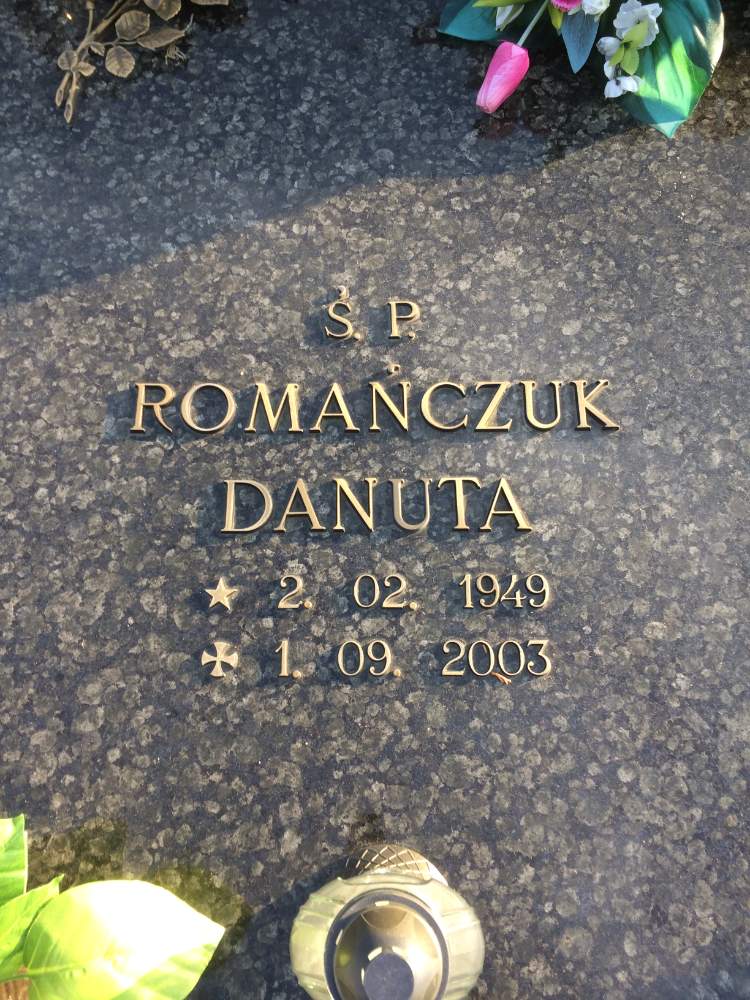 Ś. P.
ROMAŃCZUK
DANUTA
★ 2. 02. 1949
✠ 1. 09. 2003